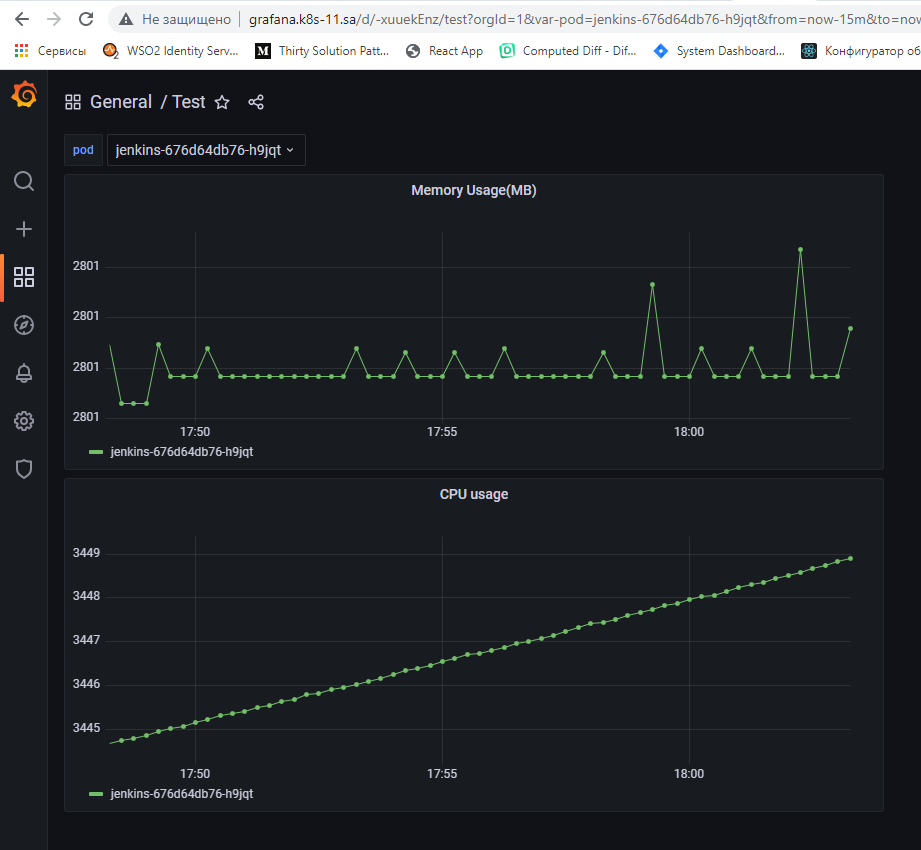 Не защищено grafana.k8s-11.sa/d/-xuuekEnz/test?orgId=1&var-pod=jenkins-676d64db76-h9jqt&from=now-15m&to=now
Сервисы WSO2 Identity Serv... Thirty Solution Patt... React App Computed Diff - Dif... System Dashboard... Конфигуратор об
General / Test
pod jenkins-676d64db76-h9jqt
Memory Usage(MB)
2801
2801
2801
2801
17:50 17:55 18:00
jenkins-676d64db76-h9jqt
CPU usage
3449
3448
3447
3446
3445
17:50 17:55 18:00
jenkins-676d64db76-h9jqt